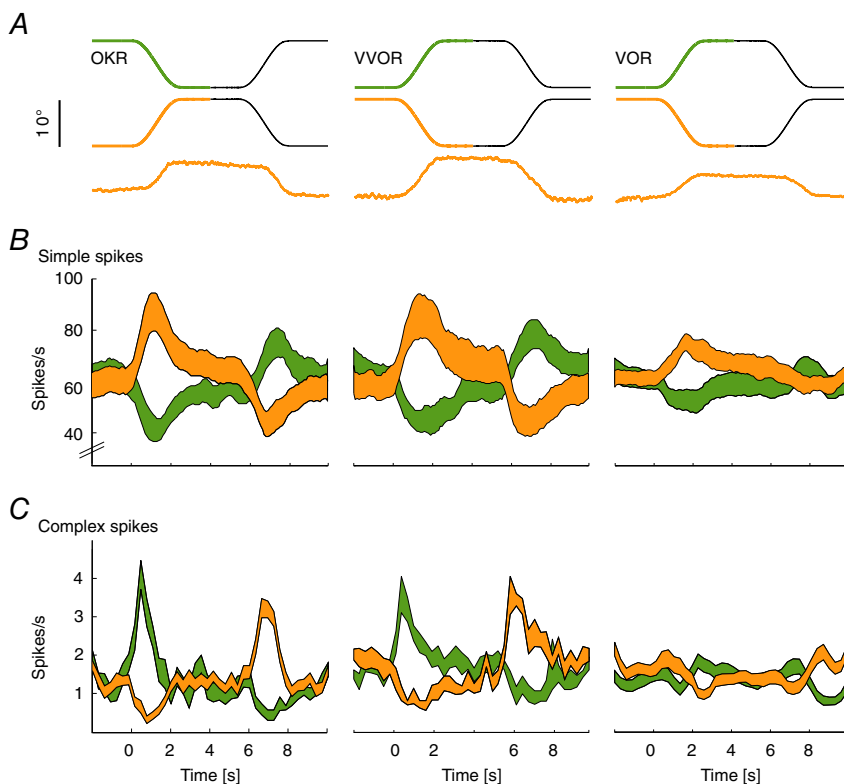 A
OKR
VVOR
VOR
10°
B
Simple spikes
100
80
60
40
Spikes/s
C
Complex spikes
4
3
2
1
Spikes/s
0 2 4 6 8
0 2 4 6 8
0 2 4 6 8
Time [s]
Time [s]
Time [s]